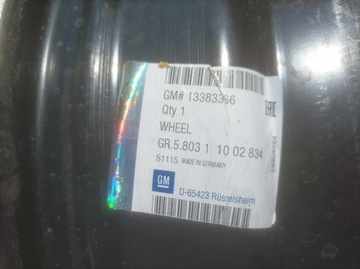 GM# 13383366
Qty 1
WHEEL
GR.5.803 1 10 02 834
S1115 MADE IN GERMANY
GM
D-65423 Rüsselsheim